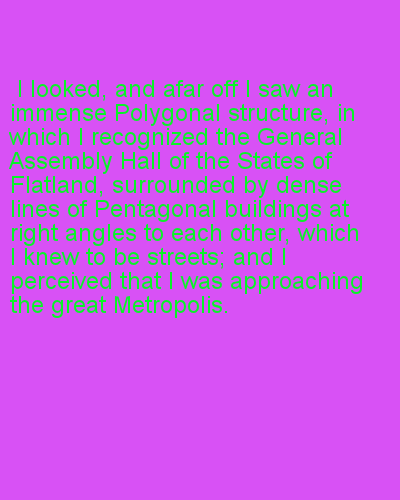 I looked, and afar off I saw an
immense Polygonal structure, in
which I recognized the General
Assembly Hall of the States of
Flatland, surrounded by dense
lines of Pentagonal buildings at
right angles to each other, which
I knew to be streets; and I
perceived that I was approaching
the great Metropolis.